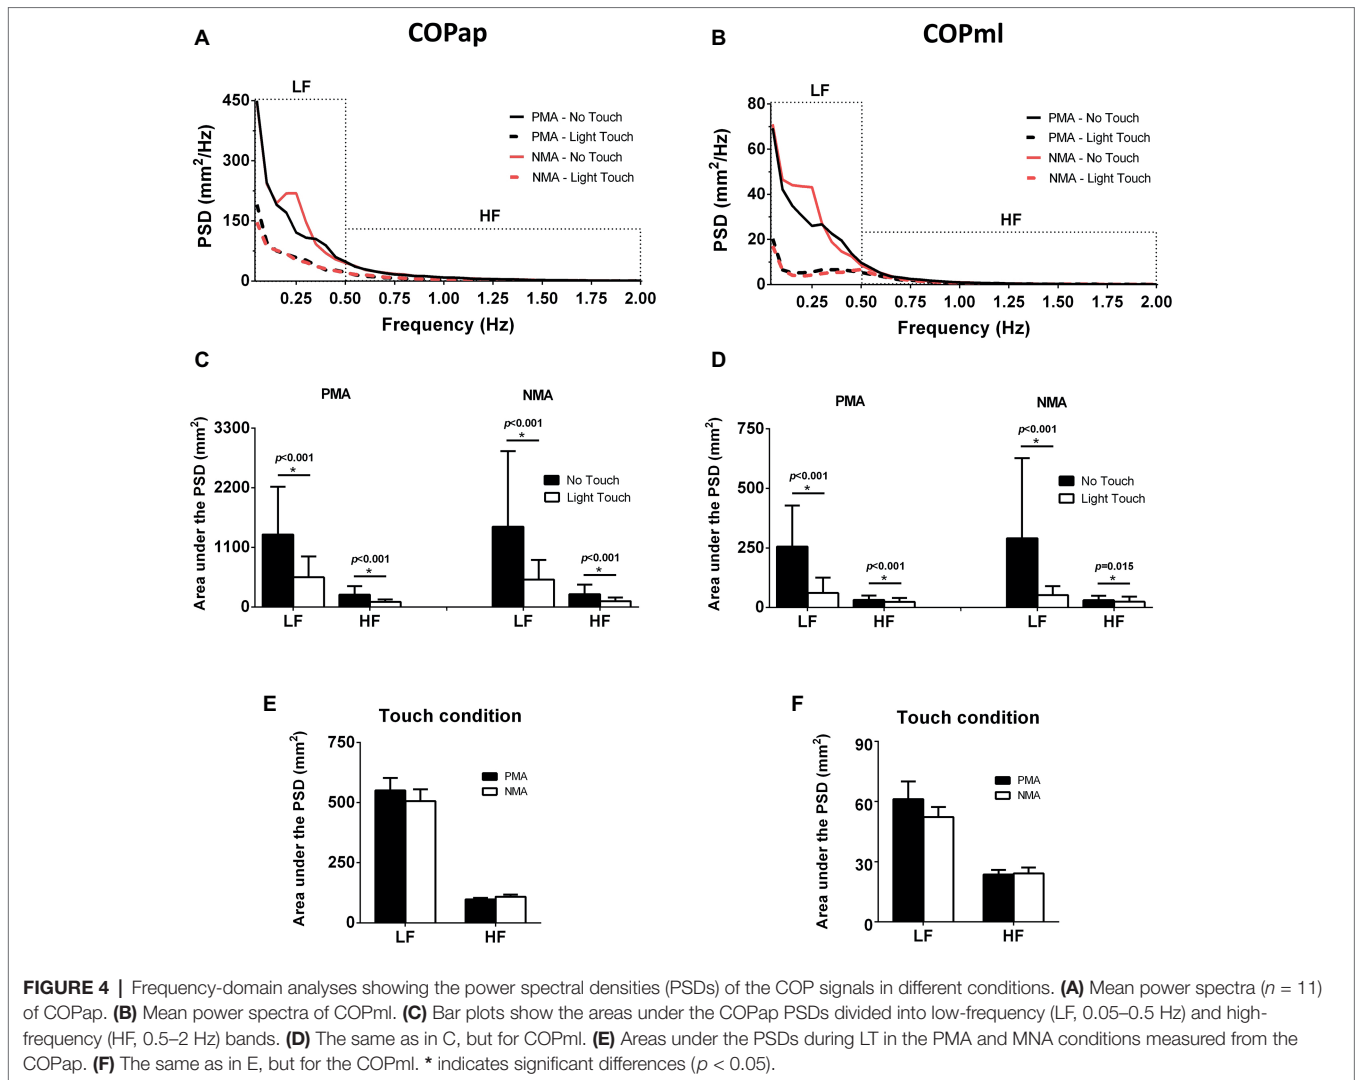 A
COPap
LF
450
300
150
0
PSD (mm²/Hz)
PMA - No Touch
PMA - Light Touch
NMA - No Touch
NMA - Light Touch
HF
0.25 0.50 0.75 1.00 1.25 1.50 1.75 2.00
Frequency (Hz)
B
COPml
LF
80
60
40
20
0
PSD (mm²/Hz)
PMA - No Touch
PMA - Light Touch
NMA - No Touch
NMA - Light Touch
HF
0.25 0.50 0.75 1.00 1.25 1.50 1.75 2.00
Frequency (Hz)
C
PMA
NMA
Area under the PSD (mm²)
3300
2200
1100
0
p<0.001
*
p<0.001
*
p<0.001
*
p<0.001
*
No Touch
Light Touch
LF HF LF HF
D
PMA
NMA
Area under the PSD (mm²)
750
500
250
0
p<0.001
*
p<0.001
*
p<0.001
*
p=0.015
*
No Touch
Light Touch
LF HF LF HF
E
Touch condition
Area under the PSD (mm²)
750
500
250
0
PMA
NMA
LF HF
F
Touch condition
Area under the PSD (mm²)
90
60
30
0
PMA
NMA
LF HF
FIGURE 4 | Frequency-domain analyses showing the power spectral densities (PSDs) of the COP signals in different conditions. (A) Mean power spectra (n = 11)
of COPap. (B) Mean power spectra of COPml. (C) Bar plots show the areas under the COPap PSDs divided into low-frequency (LF, 0.05–0.5 Hz) and high-
frequency (HF, 0.5–2 Hz) bands. (D) The same as in C, but for COPml. (E) Areas under the PSDs during LT in the PMA and MNA conditions measured from the
COPap. (F) The same as in E, but for the COPml. * indicates significant differences (p < 0.05).